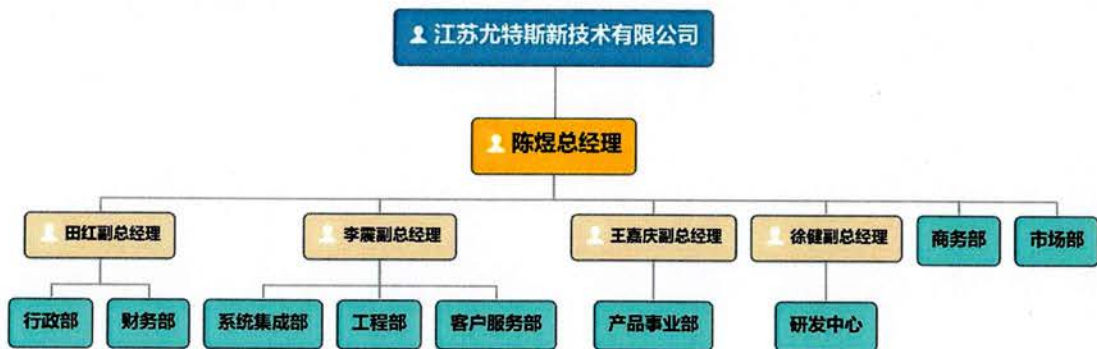 江苏尤特斯新技术有限公司
陈煜总经理
田红副总经理
李震副总经理
王嘉庆副总经理
徐健副总经理
商务部
市场部
行政部
财务部
系统集成部
工程部
客户服务部
产品事业部
研发中心